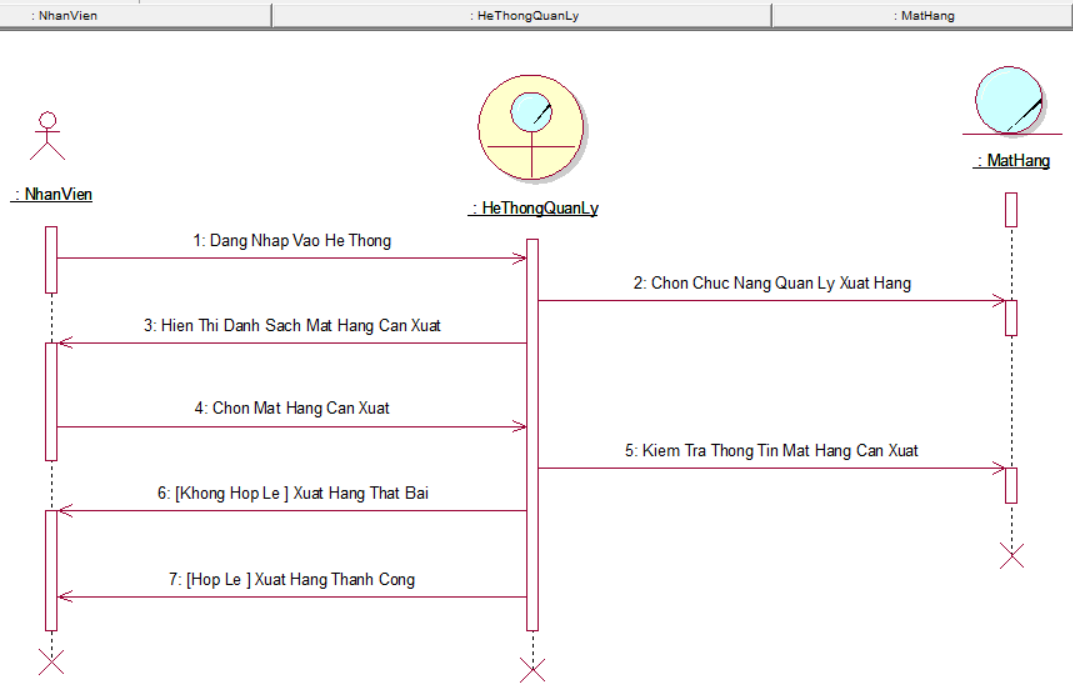 : NhanVien
: HeThongQuanLy
: MatHang
: NhanVien
: HeThongQuanLy
: MatHang
1: Dang Nhap Vao He Thong
2: Chon Chuc Nang Quan Ly Xuat Hang
3: Hien Thi Danh Sach Mat Hang Can Xuat
4: Chon Mat Hang Can Xuat
5: Kiem Tra Thong Tin Mat Hang Can Xuat
6: [Khong Hop Le ] Xuat Hang That Bai
7: [Hop Le ] Xuat Hang Thanh Cong